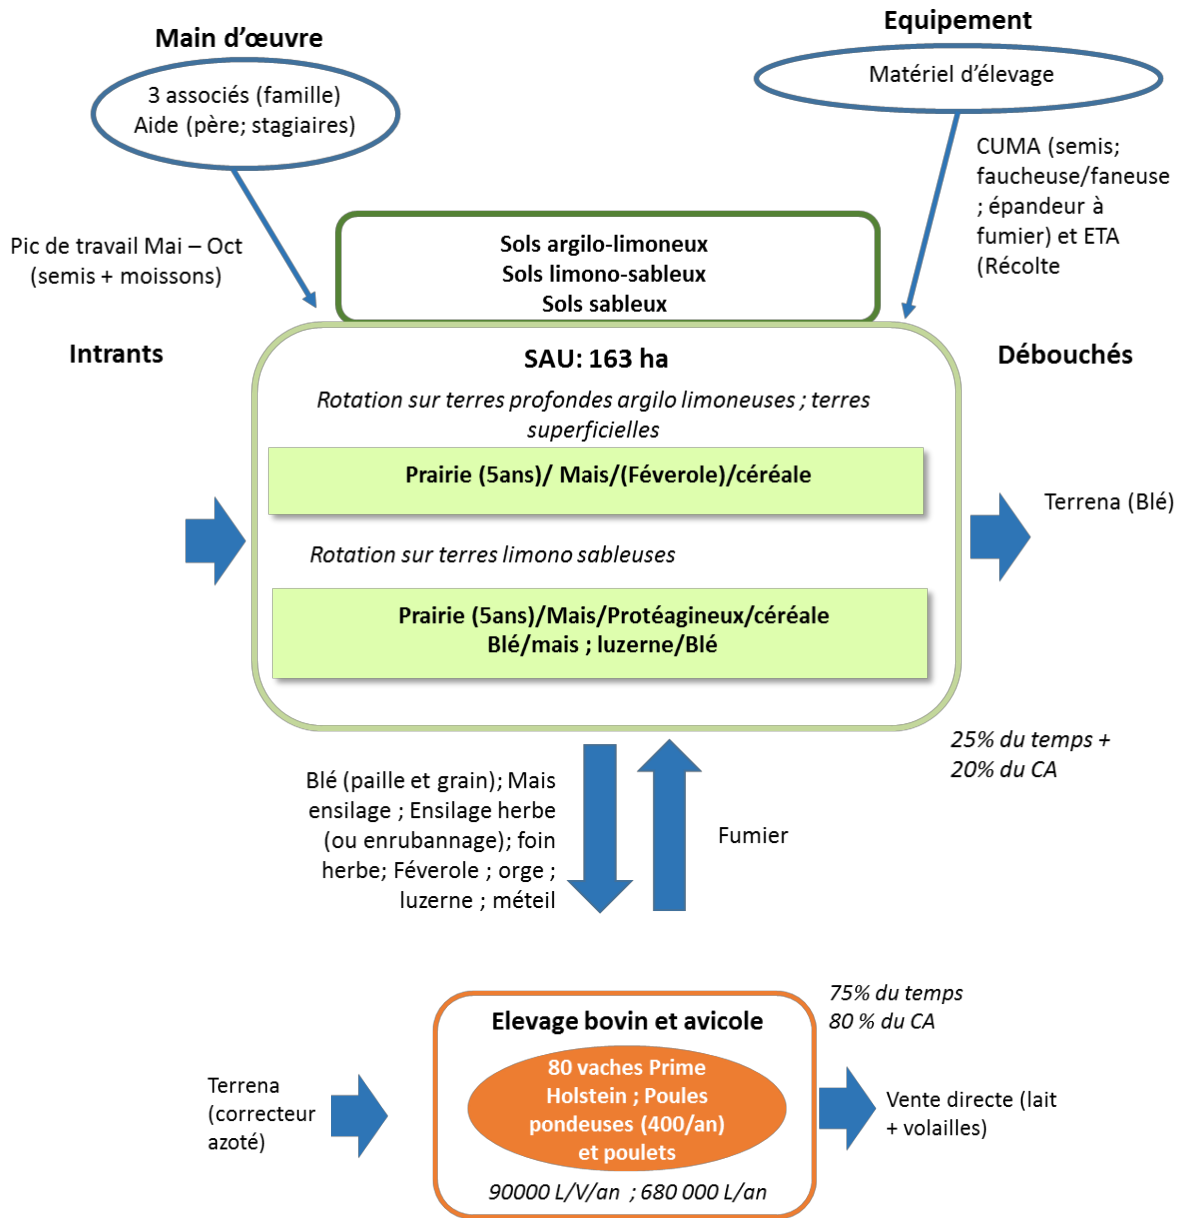 Main d’œuvre
3 associés (famille)
Aide (père; stagiaires)
Equipement
Matériel d’élevage
CUMA (semis;
faucheuse/faneuse
; épandeur à
fumier) et ETA
(Récolte
Pic de travail Mai – Oct
(semis + moissons)
Sols argilo-limoneux
Sols limono-sableux
Sols sableux
Intrants
Débouchés
SAU: 163 ha
Rotation sur terres profondes argilo limoneuses ; terres
superficielles
Prairie (5ans)/ Mais/(Féverole)/céréale
Terrena (Blé)
Rotation sur terres limono sableuses
Prairie (5ans)/Mais/Protéagineux/céréale
Blé/mais ; luzerne/Blé
25% du temps +
20% du CA
Blé (paille et grain); Mais
ensilage ; Ensilage herbe
(ou enrubannage); foin
herbe; Féverole ; orge ;
luzerne ; méteil
Fumier
75% du temps
80 % du CA
Elevage bovin et avicole
80 vaches Prime
Holstein ; Poules
pondeuses (400/an)
et poulets
90000 L/V/an ; 680 000 L/an
Terrena
(correcteur
azoté)
Vente directe (lait
+ volailles)